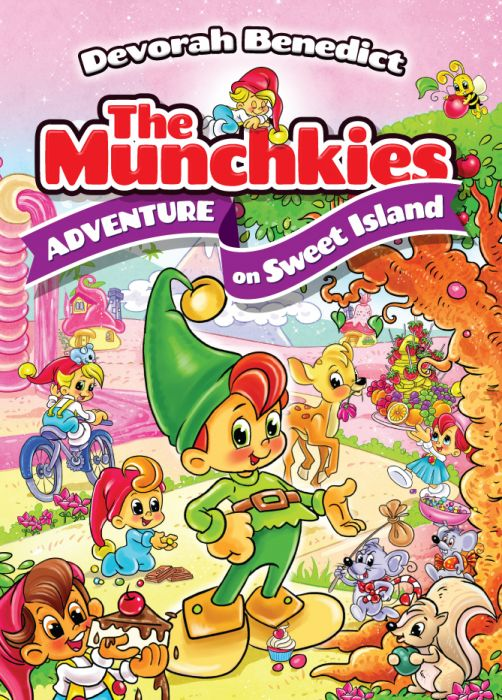 Devorah Benedict
The
Munchkies
ADVENTURE
on Sweet Island